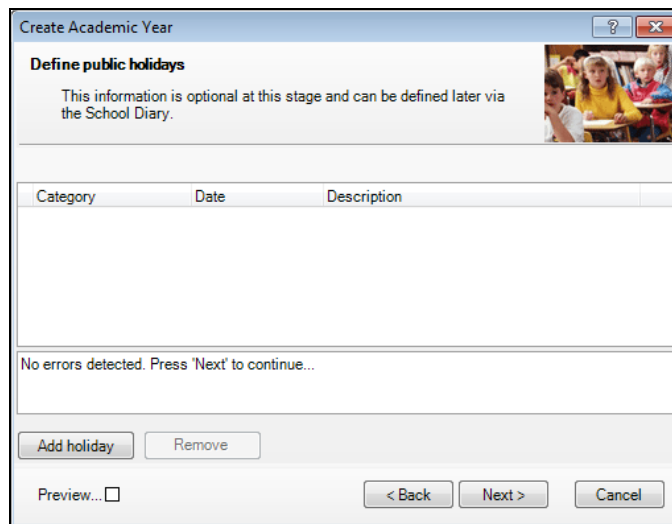 Create Academic Year
?
Define public holidays
This information is optional at this stage and can be defined later via
the School Diary.
Category Date Description
No errors detected. Press 'Next' to continue...
Add holiday Remove
Preview... < Back Next > Cancel